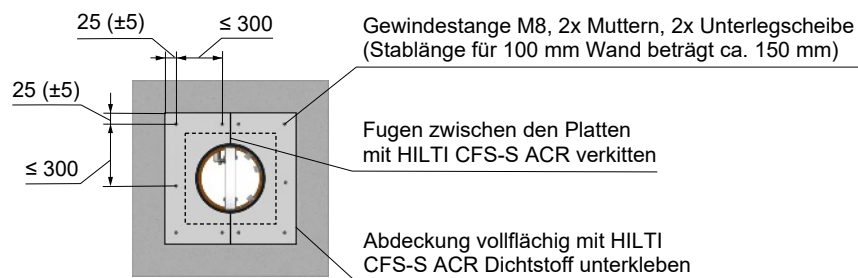 25 (±5)
≤ 300
Gewindestange M8, 2x Muttern, 2x Unterlegscheibe
(Stablänge für 100 mm Wand beträgt ca. 150 mm)
25 (±5)
Fugen zwischen den Platten
mit HILTI CFS-S ACR verkitten
≤ 300
Abdeckung vollflächig mit HILTI
CFS-S ACR Dichtstoff unterkleben